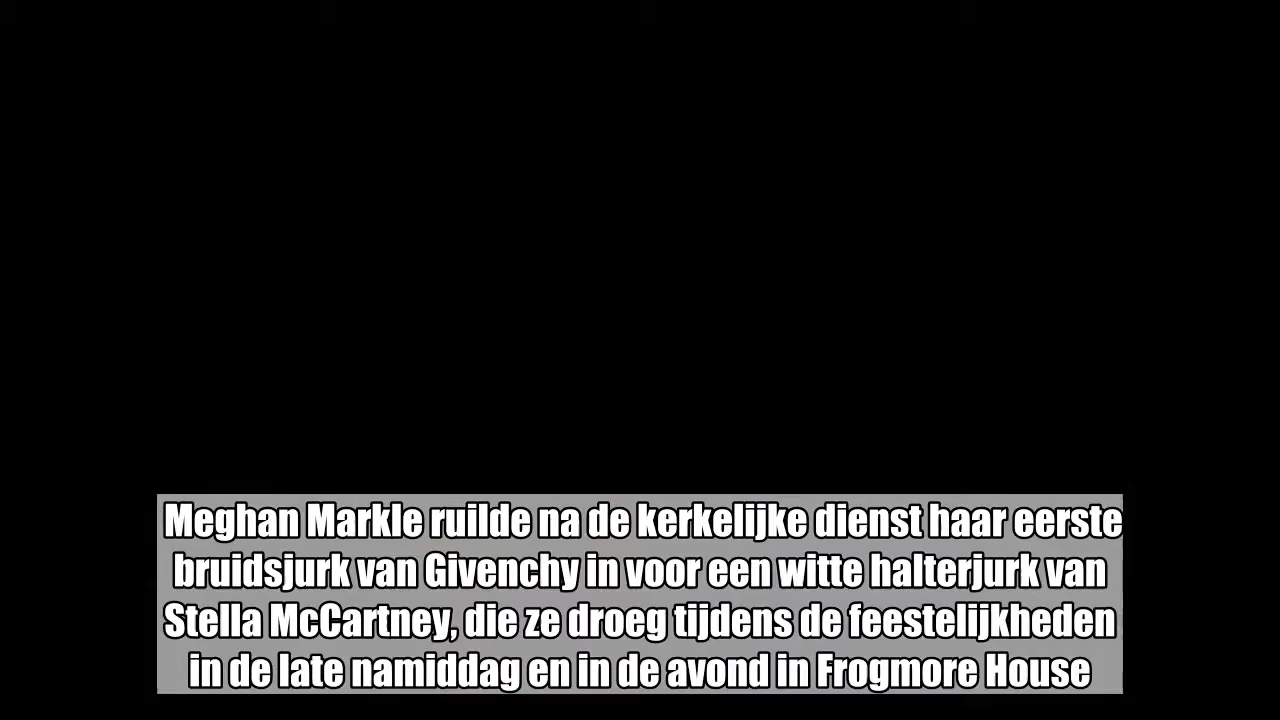 Meghan Markle ruilde na de kerkelijke dienst haar eerste
bruidsjurk van Givenchy in voor een witte halterjurk van
Stella McCartney, die ze droeg tijdens de feestelijkheden
in de late namiddag en in de avond in Frogmore House